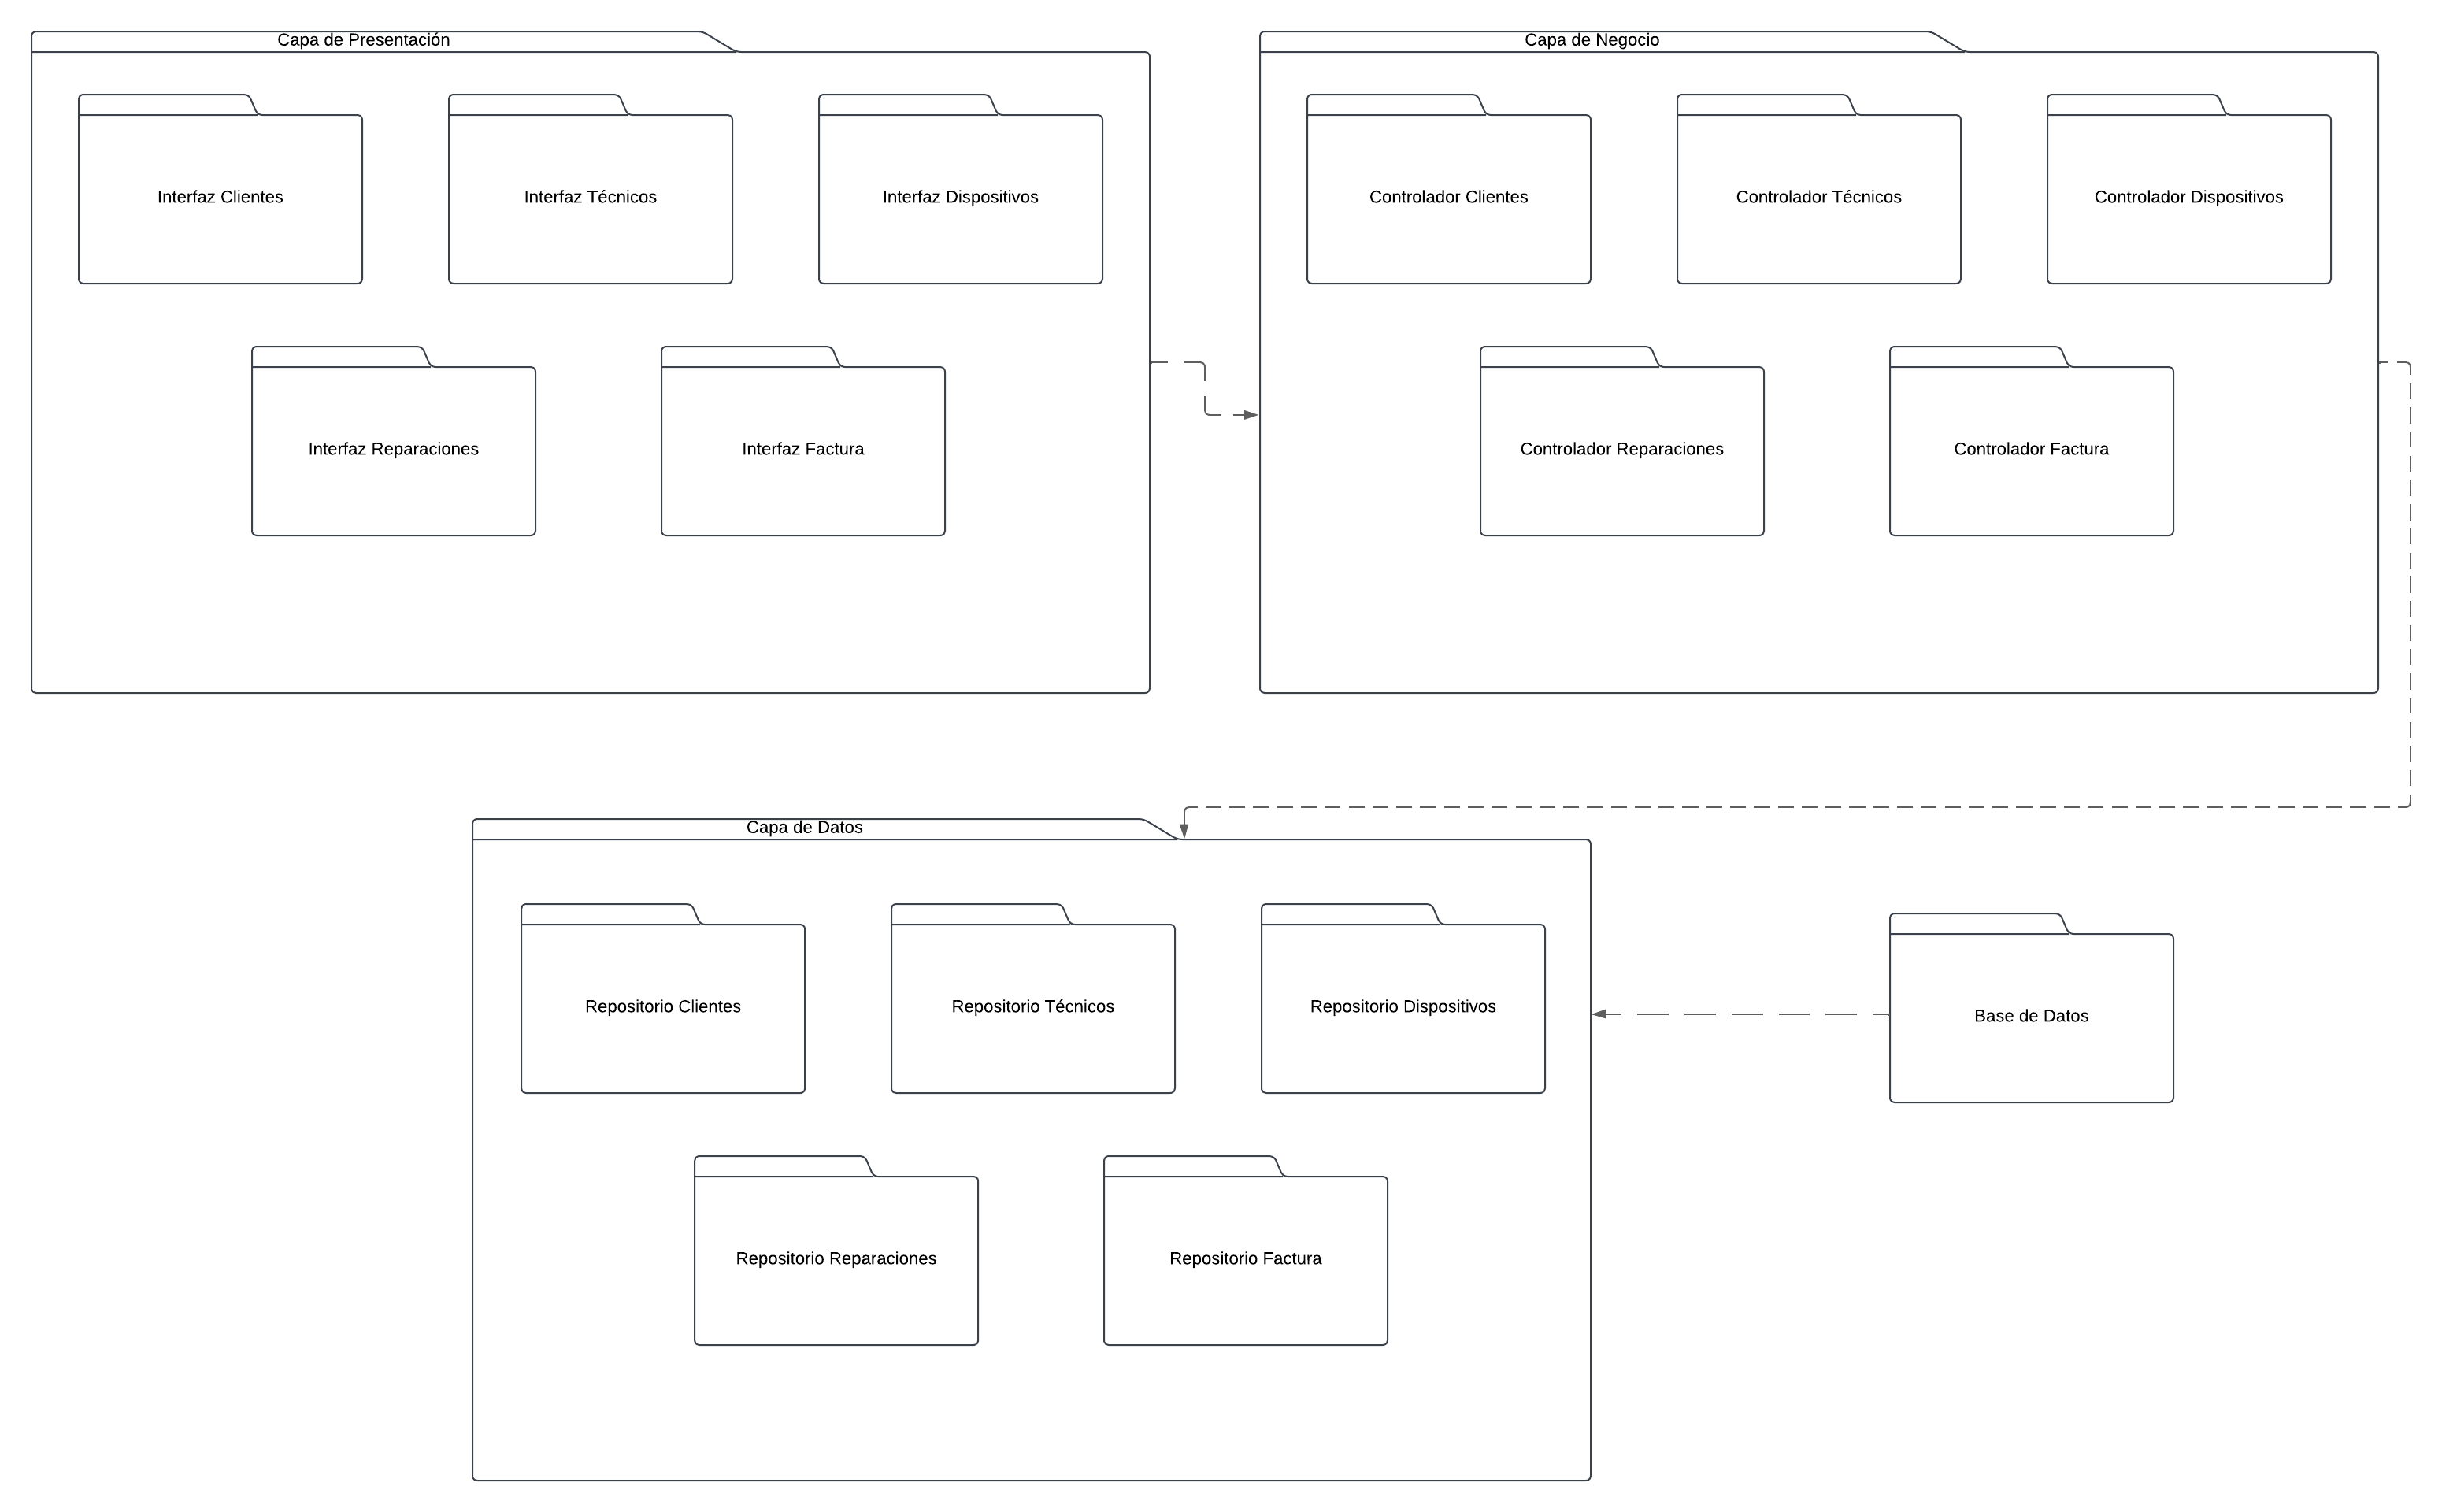 Capa de Presentación
Interfaz Clientes
Interfaz Técnicos
Interfaz Dispositivos
Interfaz Reparaciones
Interfaz Factura
Capa de Negocio
Controlador Clientes
Controlador Técnicos
Controlador Dispositivos
Controlador Reparaciones
Controlador Factura
Capa de Datos
Repositorio Clientes
Repositorio Técnicos
Repositorio Dispositivos
Repositorio Reparaciones
Repositorio Factura
Base de Datos